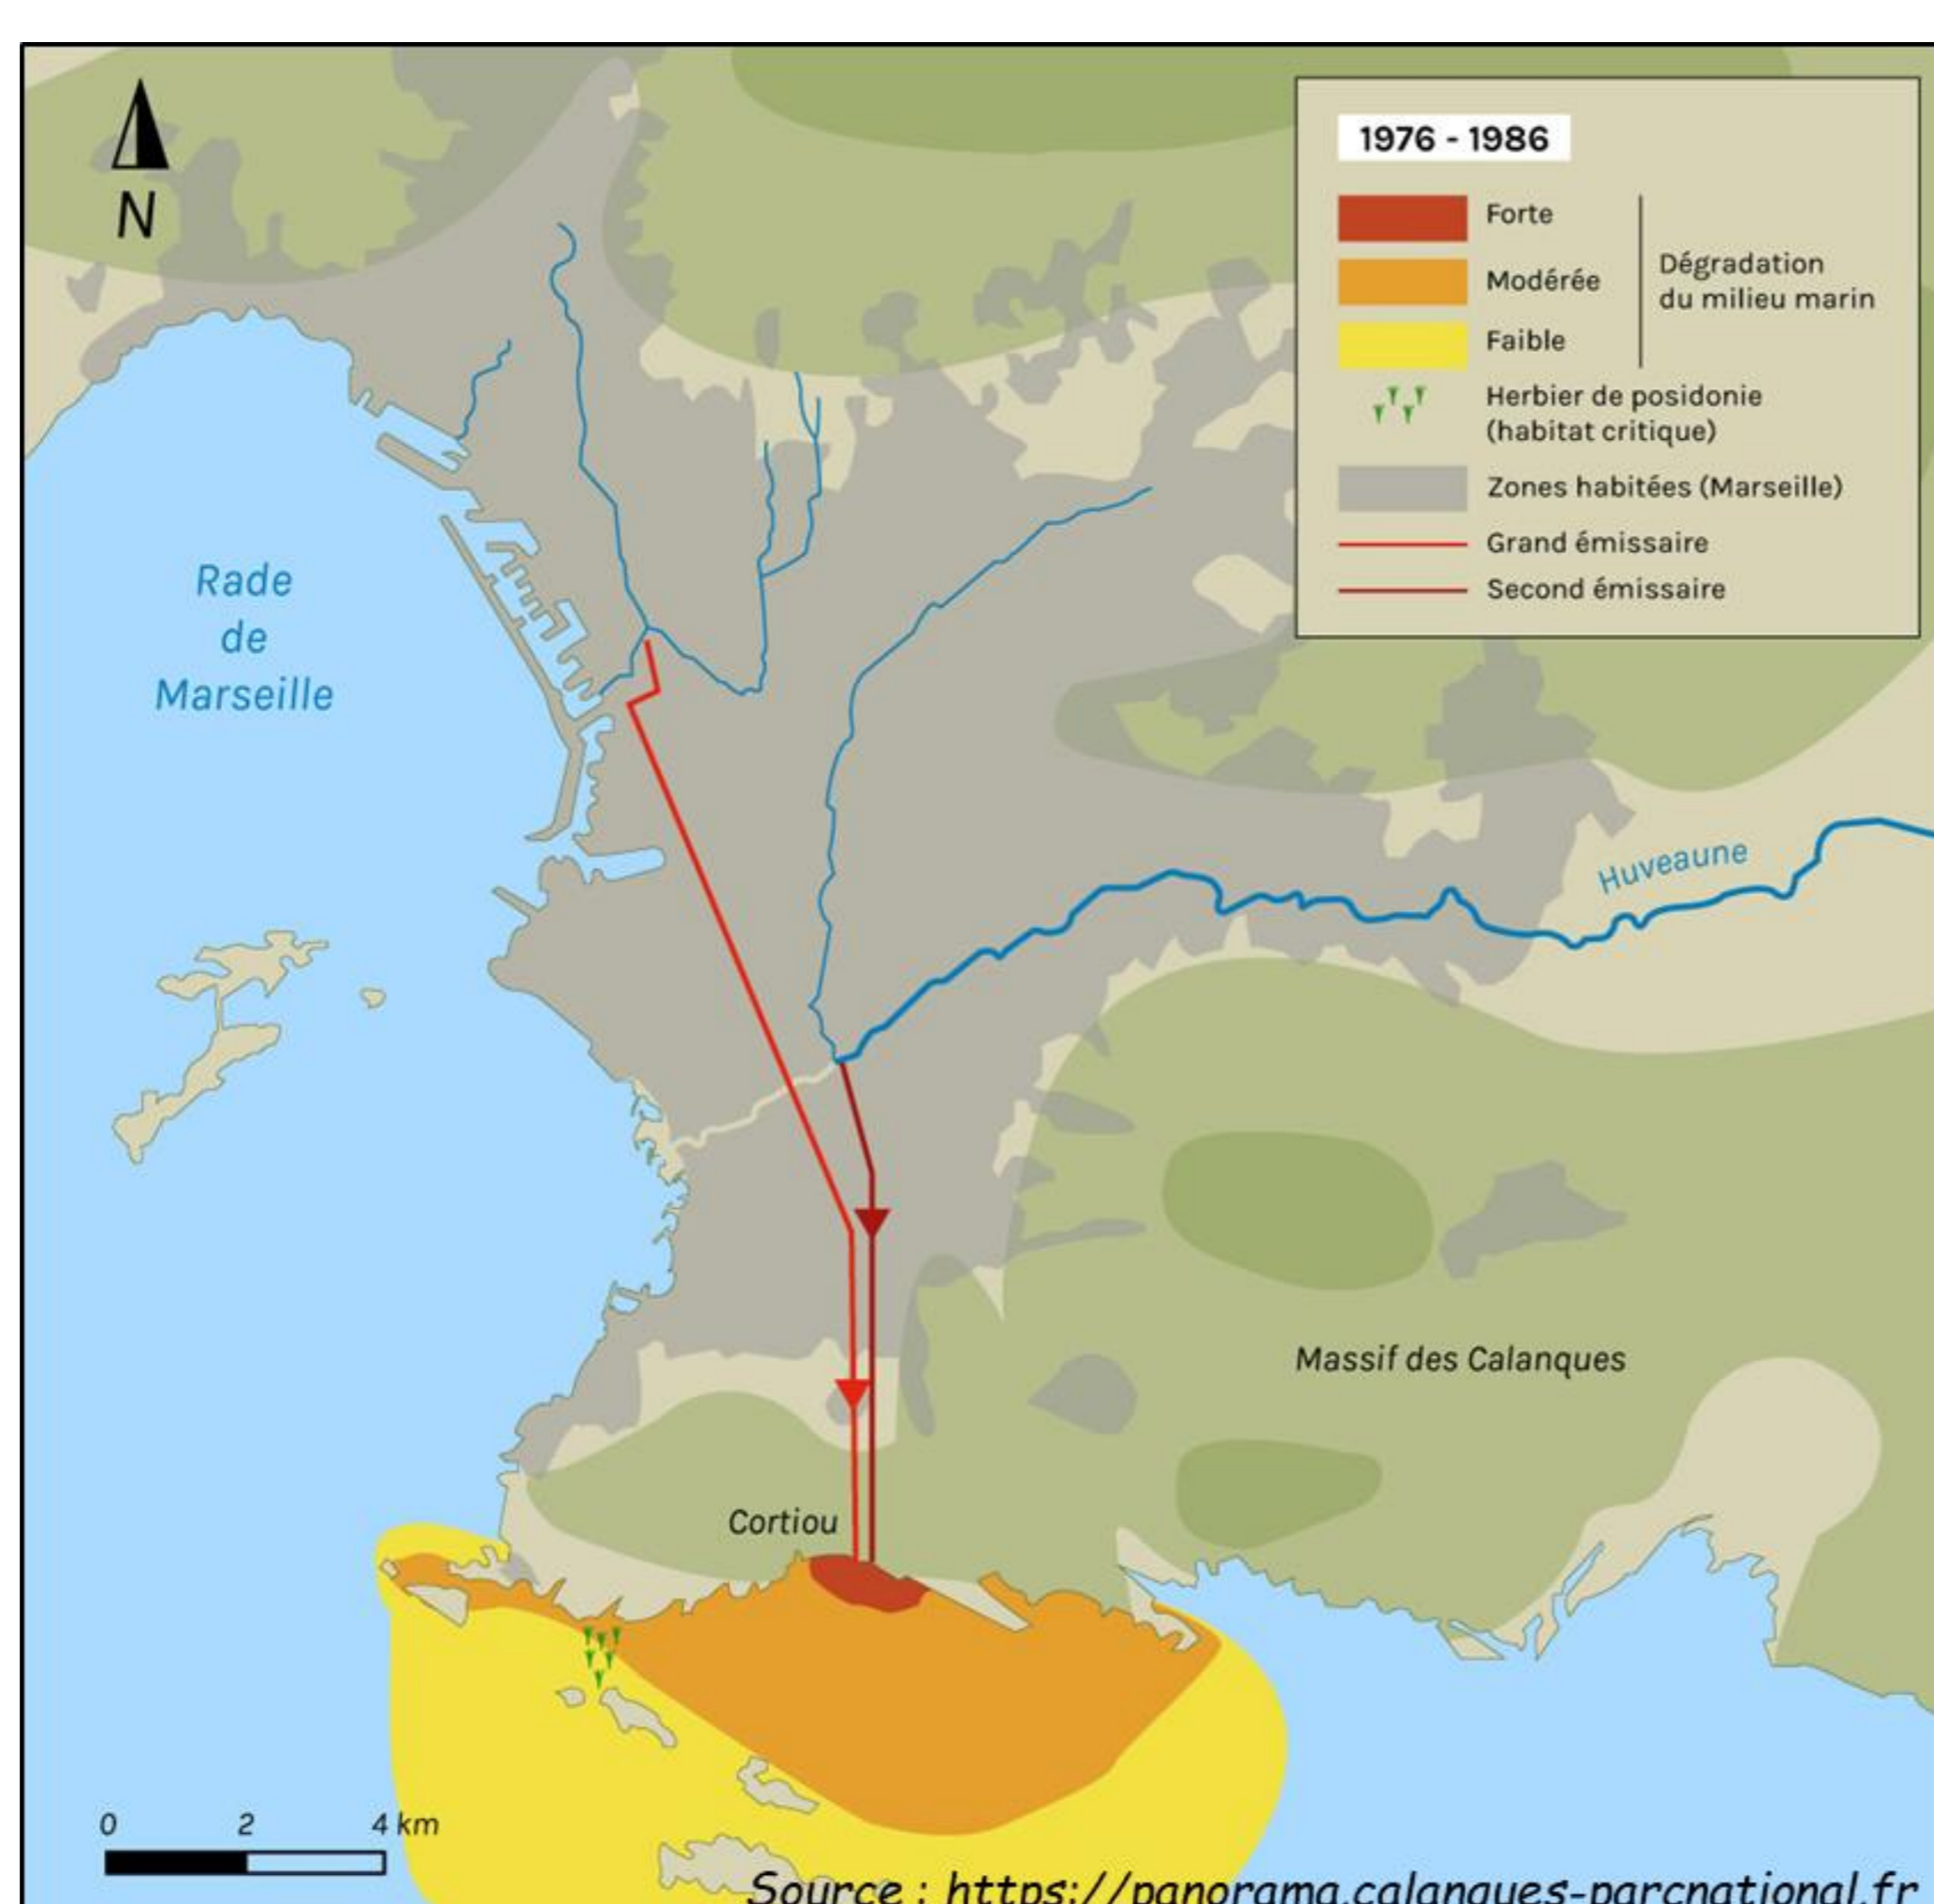 N
1976 - 1986
Forte
Modérée
Faible
Dégradation
du milieu marin
Herbier de posidonie
(habitat critique)
Zones habitées (Marseille)
Grand émissaire
Second émissaire
Rade
de
Marseille
Huveaune
Massif des Calanques
Cortiou
0 2 4 km
Source : https://panorama.calanques-parcnational.fr